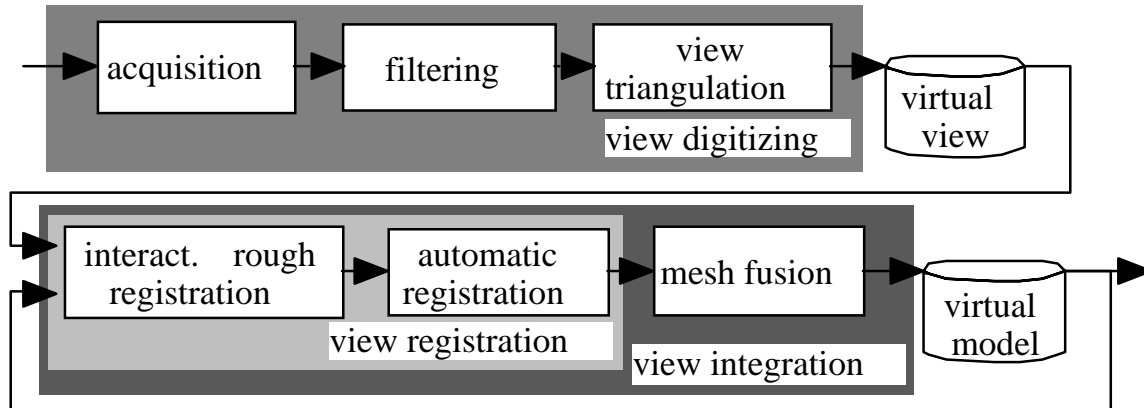 acquisition
filtering
view
triangulation
view digitizing
virtual
view
interact. rough
registration
automatic
registration
view registration
mesh fusion
view integration
virtual
model